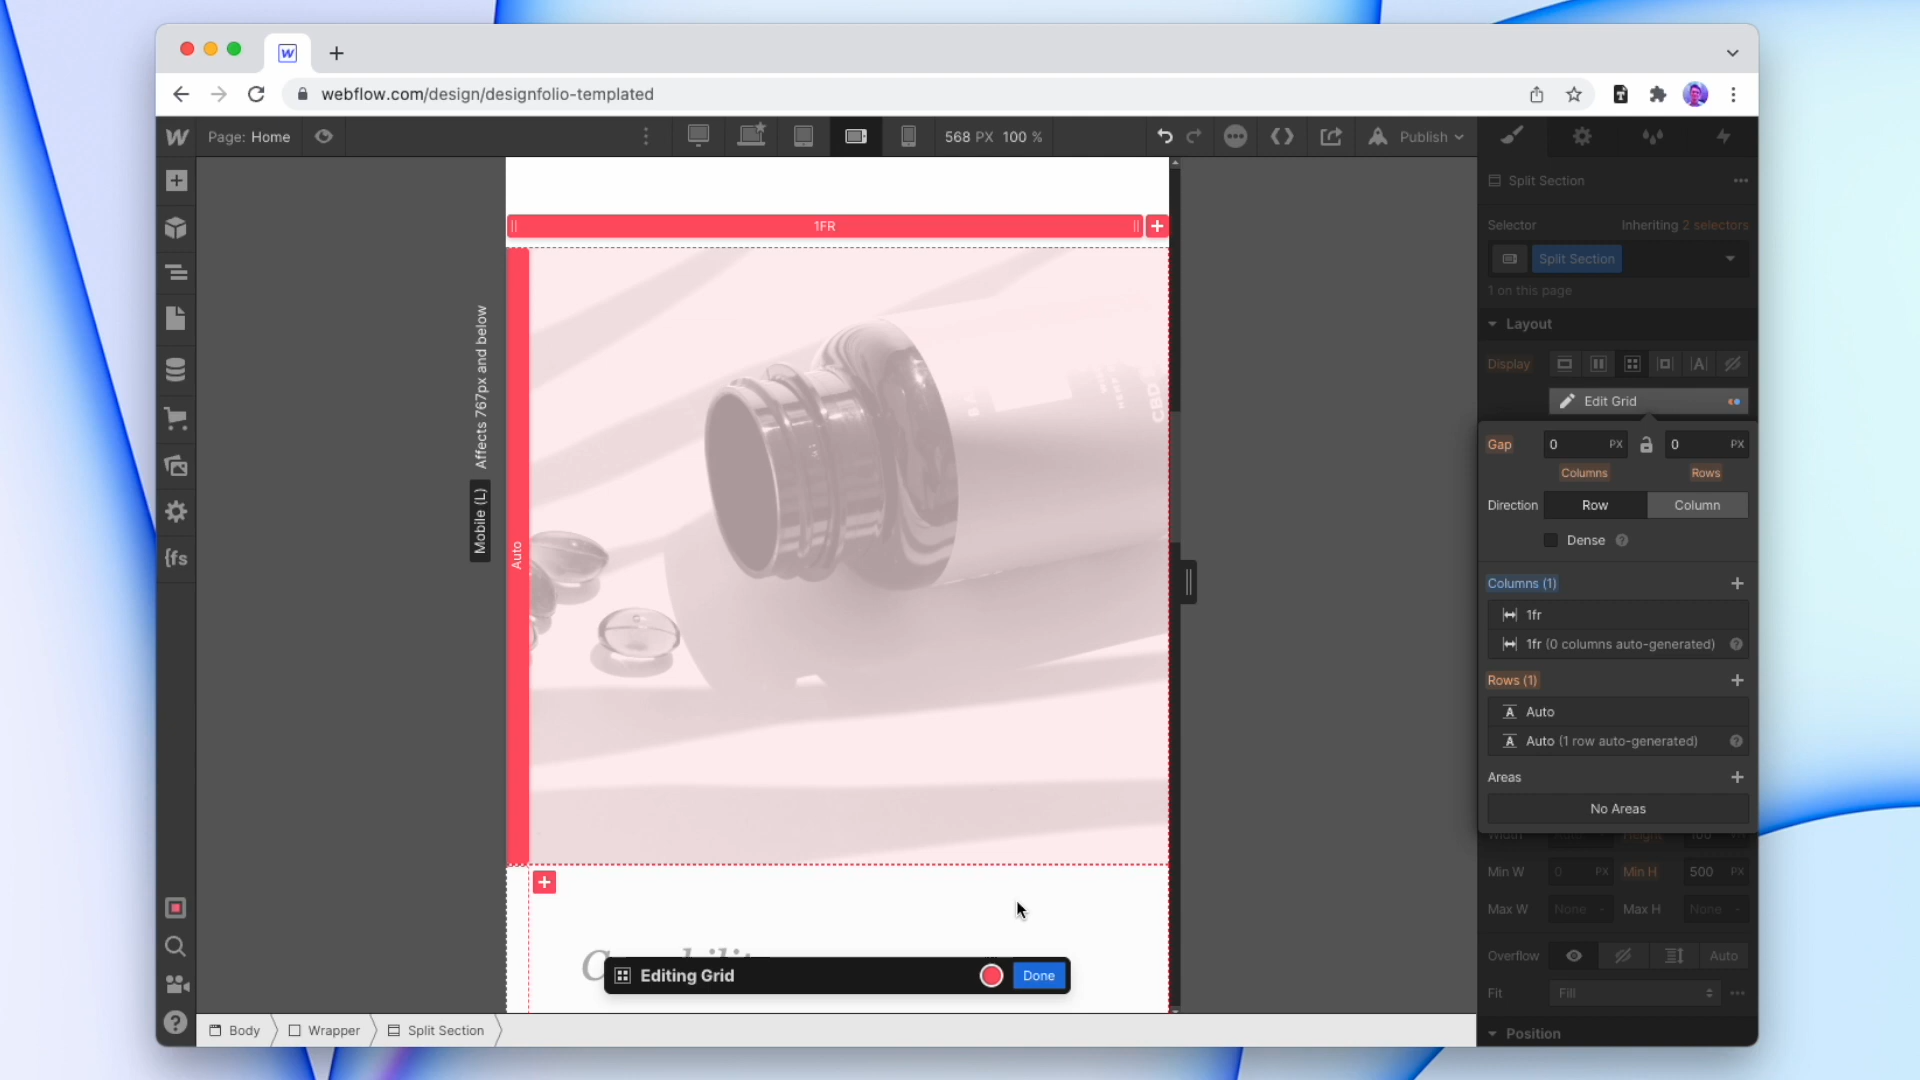 webflow.com/design/designfolio-templated
Page: Home
568 PX 100 %
Publish
1FR
Affects 767px and below
Mobile (L)
Auto
CBD
Editing Grid
Done
Body
Wrapper
Split Section
Split Section
Selector
Inheriting 2 selectors
Split Section
1 on this page
Layout
Display
Edit Grid
Gap
0 PX
0 PX
Columns
Rows
Direction
Row
Column
Dense
Columns (1)
1fr
1fr (0 columns auto-generated)
Rows (1)
Auto
Auto (1 row auto-generated)
Areas
No Areas
Width
Height
Min W
0 PX
Min H
500 PX
Max W
None -
Max H
None -
Overflow
Auto
Fit
Fill
Position
{fs